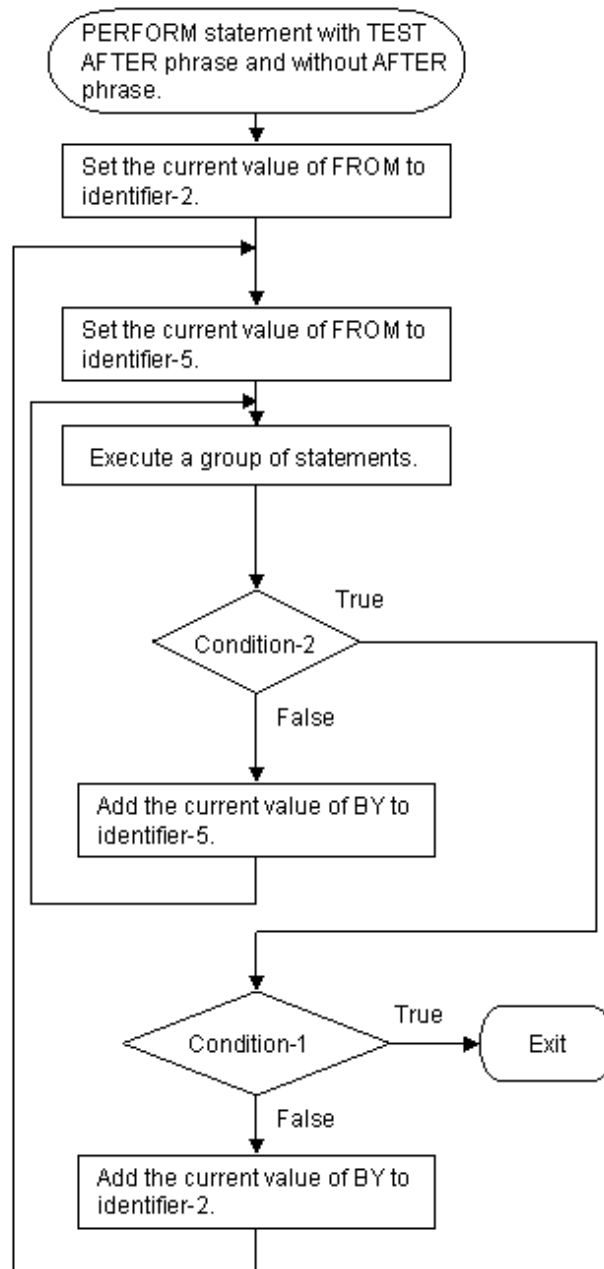 PERFORM statement with TEST
AFTER phrase and without AFTER
phrase.
Set the current value of FROM to
identifier-2.
Set the current value of FROM to
identifier-5.
Execute a group of statements.
True
Condition-2
False
Add the current value of BY to
identifier-5.
True
Condition-1
Exit
False
Add the current value of BY to
identifier-2.